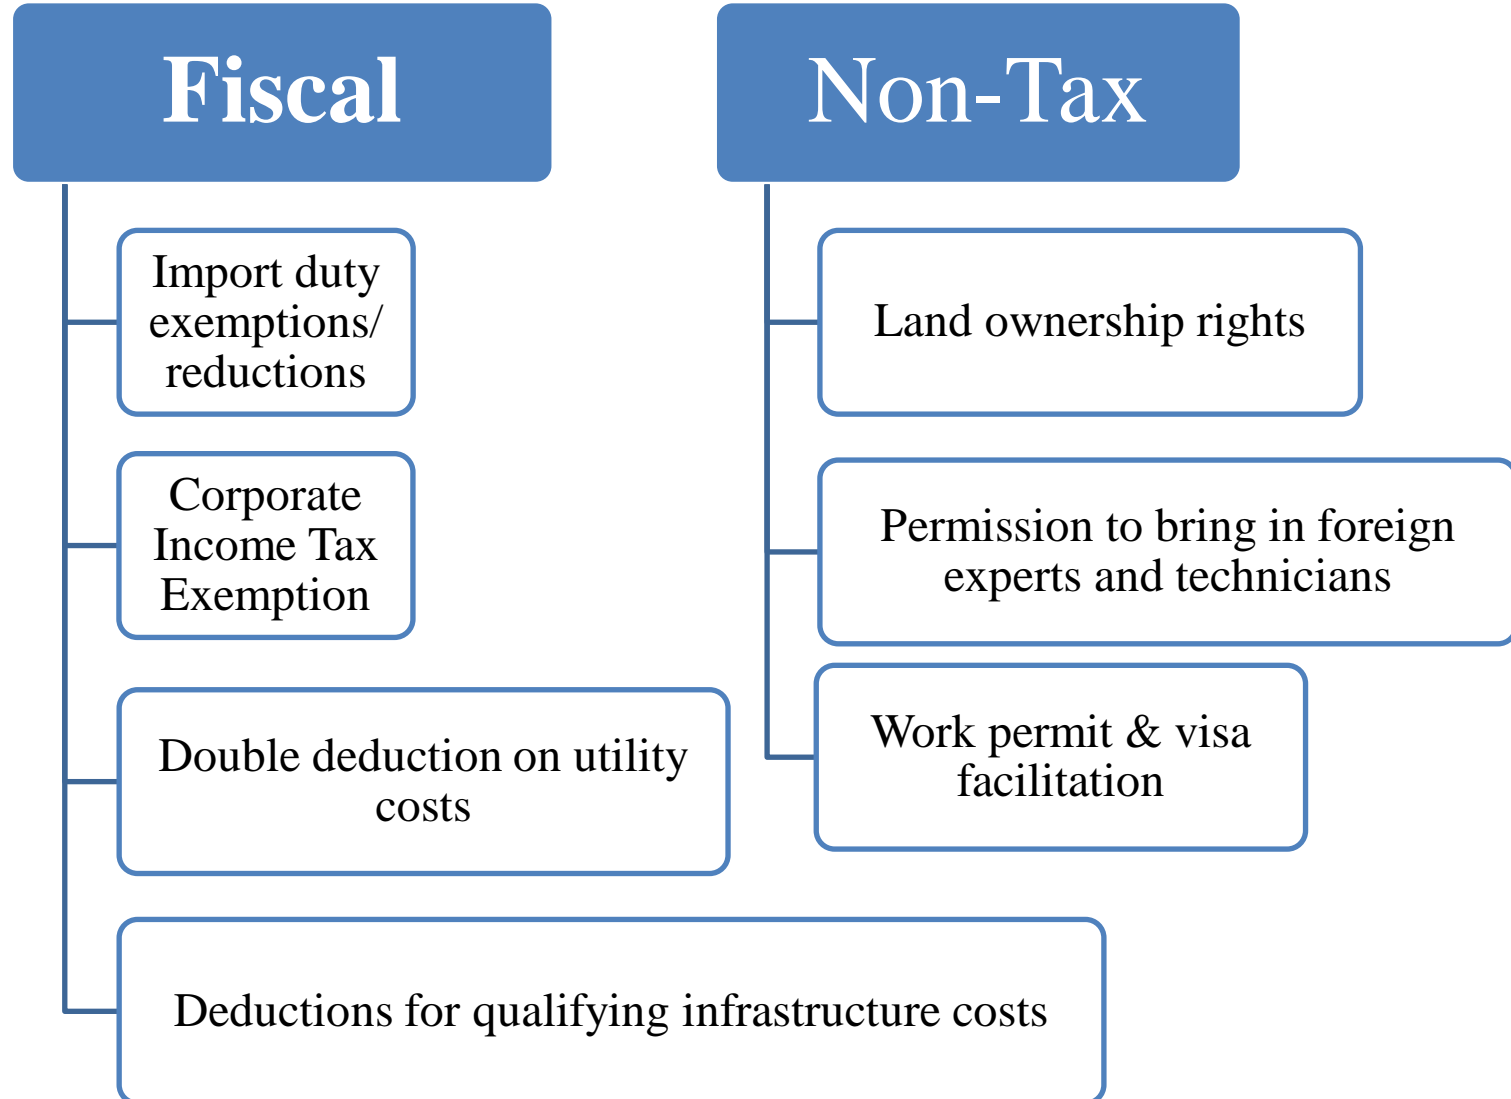 Fiscal
Import duty
exemptions/
reductions
Corporate
Income Tax
Exemption
Double deduction on utility
costs
Deductions for qualifying infrastructure costs
Non-Tax
Land ownership rights
Permission to bring in foreign
experts and technicians
Work permit & visa
facilitation